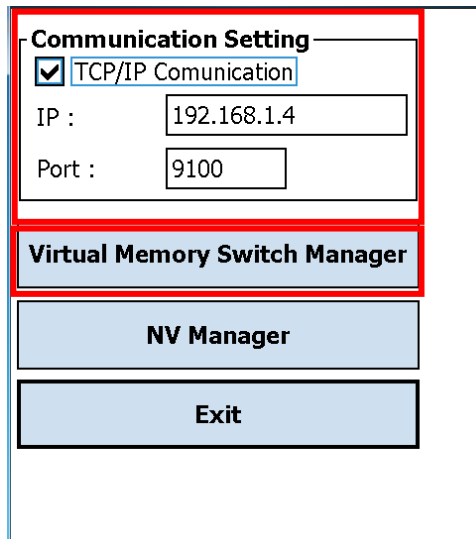 Communication Setting
TCP/IP Comunication
IP :
192.168.1.4
Port :
9100
Virtual Memory Switch Manager
NV Manager
Exit